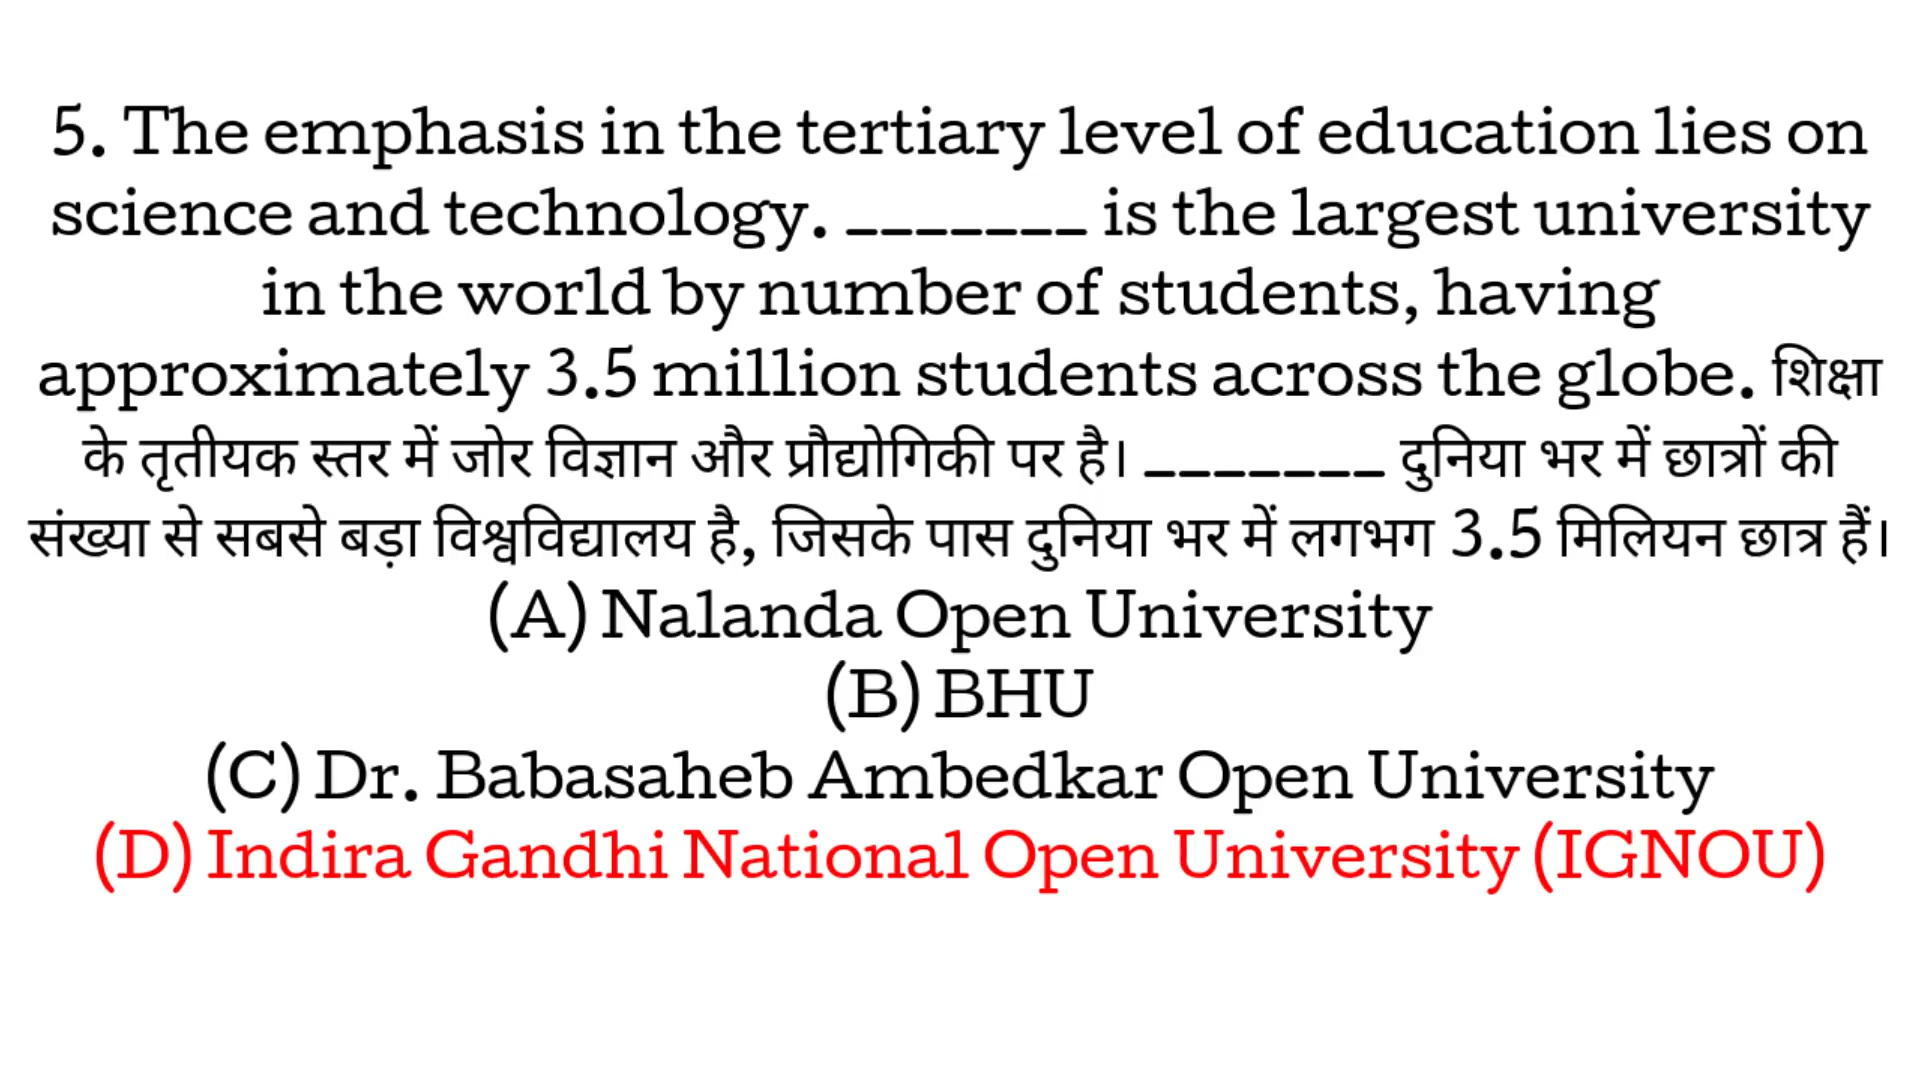 5. The emphasis in the tertiary level of education lies on
science and technology. _______ is the largest university
in the world by number of students, having
approximately 3.5 million students across the globe. शिक्षा
के तृतीयक स्तर में जोर विज्ञान और प्रौद्योगिकी पर है। _______ दुनिया भर में छात्रों की
संख्या से सबसे बड़ा विश्वविद्यालय है, जिसके पास दुनिया भर में लगभग 3.5 मिलियन छात्र हैं।
(A) Nalanda Open University
(B) BHU
(C) Dr. Babasaheb Ambedkar Open University
(D) Indira Gandhi National Open University (IGNOU)